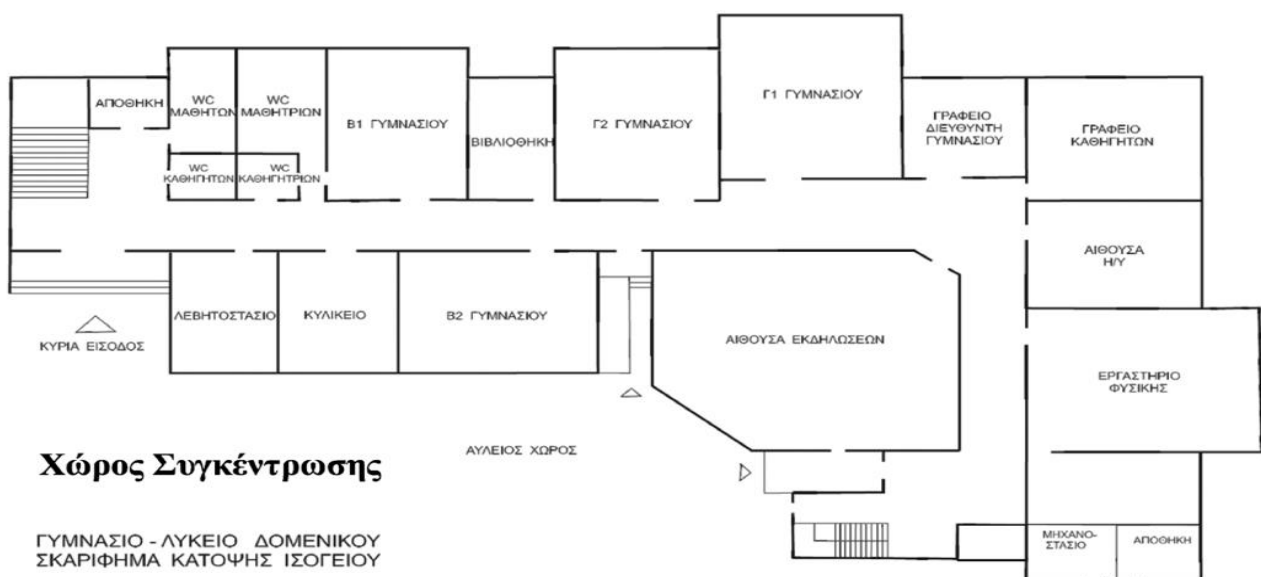 ΑΠΟΘΗΚΗ
WC
ΜΑΘΗΤΩΝ
WC
ΜΑΘΗΤΡΙΩΝ
Β1 ΓΥΜΝΑΣΙΟΥ
ΒΙΒΛΙΟΘΗΚΗ
Γ2 ΓΥΜΝΑΣΙΟΥ
Γ1 ΓΥΜΝΑΣΙΟΥ
ΓΡΑΦΕΙΟ
ΔΙΕΥΘΥΝΤΗ
ΓΥΜΝΑΣΙΟΥ
ΓΡΑΦΕΙΟ
ΚΑΘΗΓΗΤΩΝ
WC
ΚΑΘΗΓΗΤΩΝ
WC
ΚΑΘΗΓΗΤΡΙΩΝ
ΑΙΘΟΥΣΑ
Η/Υ
ΛΕΒΗΤΟΣΤΑΣΙΟ
ΚΥΛΙΚΕΙΟ
Β2 ΓΥΜΝΑΣΙΟΥ
ΑΙΘΟΥΣΑ ΕΚΔΗΛΩΣΕΩΝ
ΚΥΡΙΑ ΕΙΣΟΔΟΣ
ΕΡΓΑΣΤΗΡΙΟ
ΦΥΣΙΚΗΣ
ΑΥΛΕΙΟΣ ΧΩΡΟΣ
Χώρος Συγκέντρωσης
ΓΥΜΝΑΣΙΟ - ΛΥΚΕΙΟ ΔΟΜΕΝΙΚΟΥ
ΣΚΑΡΙΦΗΜΑ ΚΑΤΟΨΗΣ ΙΣΟΓΕΙΟΥ
ΜΗΧΑΝΟ-
ΣΤΑΣΙΟ
ΑΠΟΘΗΚΗ